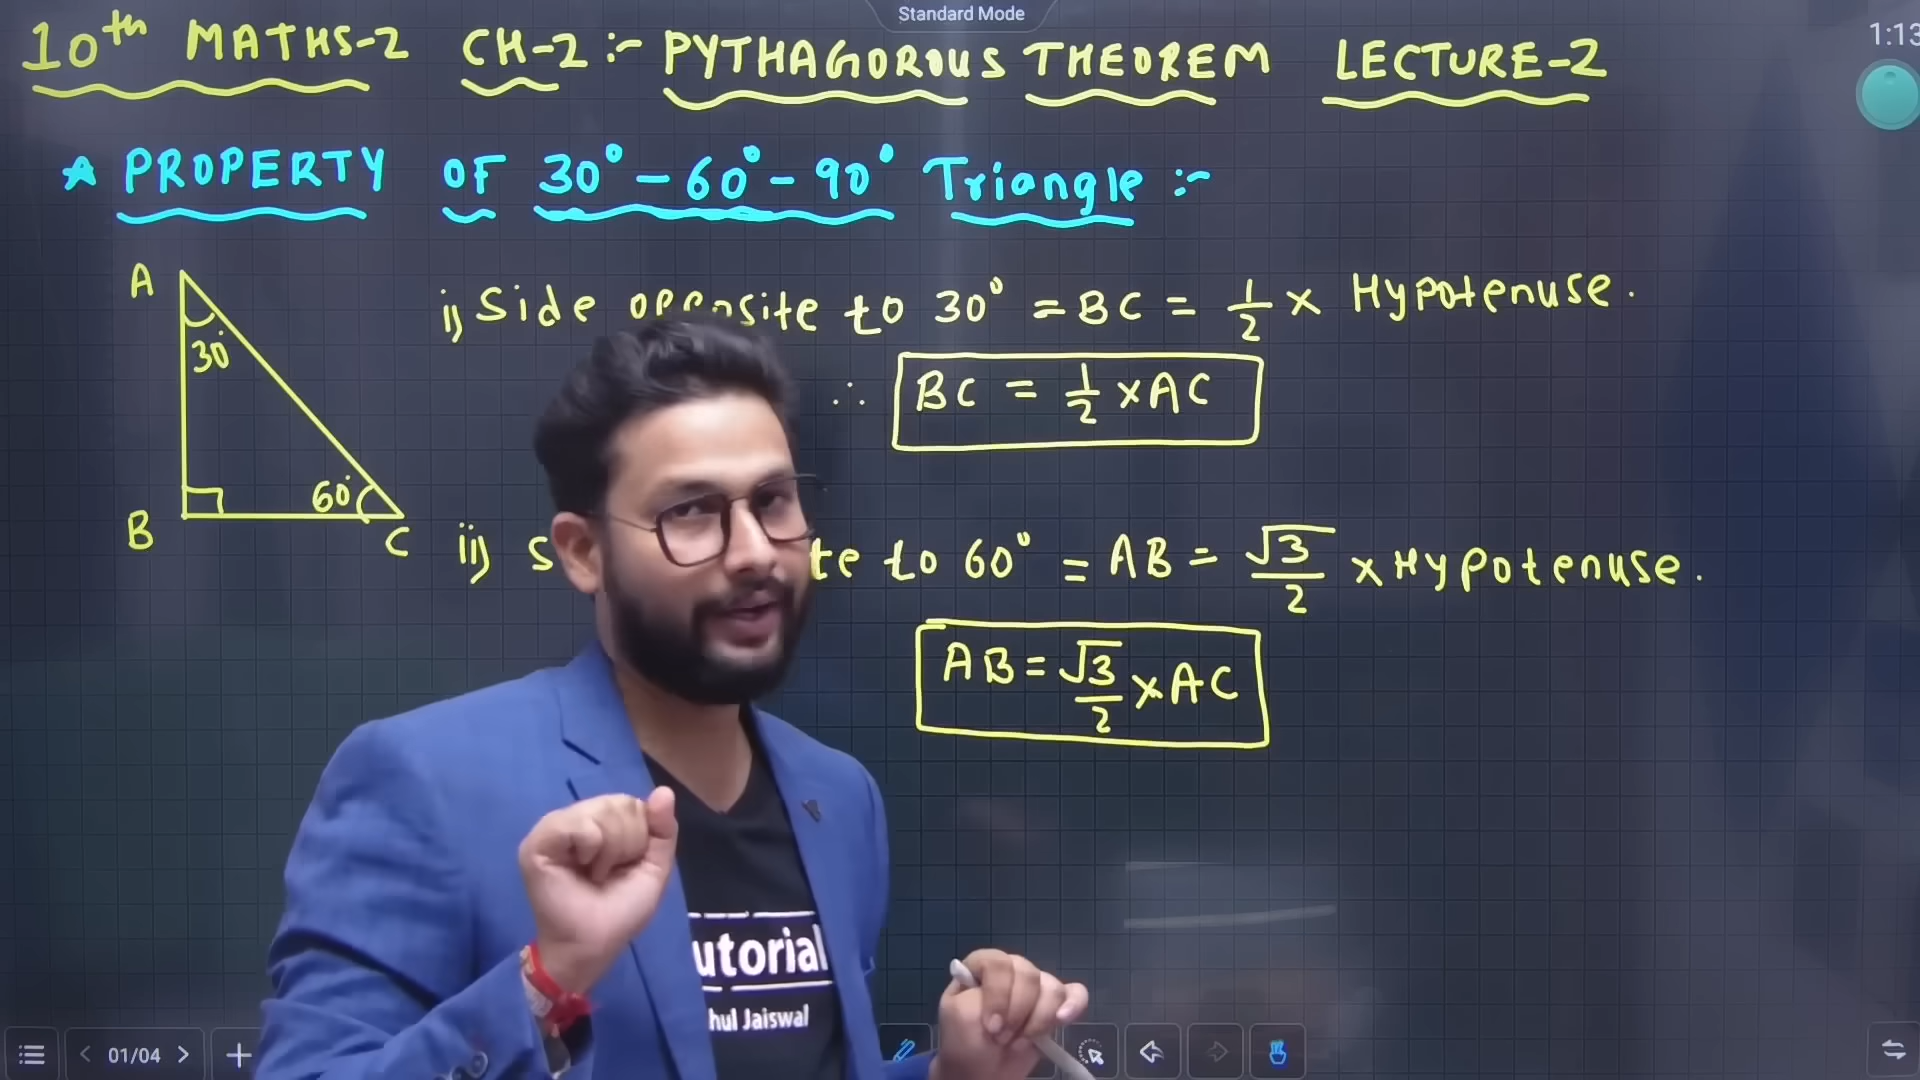 Standard Mode
1:13
10th MATHS-2 CH-2 :- PYTHAGOROUS THEOREM LECTURE-2
* PROPERTY OF 30° - 60° - 90° Triangle :-
A
30°
B
60°
C
i) Side opposite to 30° = BC = 1/2 × Hypotenuse.
∴ BC = 1/2 × AC
ii) to 60° = AB = √3/2 × Hypotenuse.
AB = √3/2 × AC
utorial
hul Jaiswal
01/04